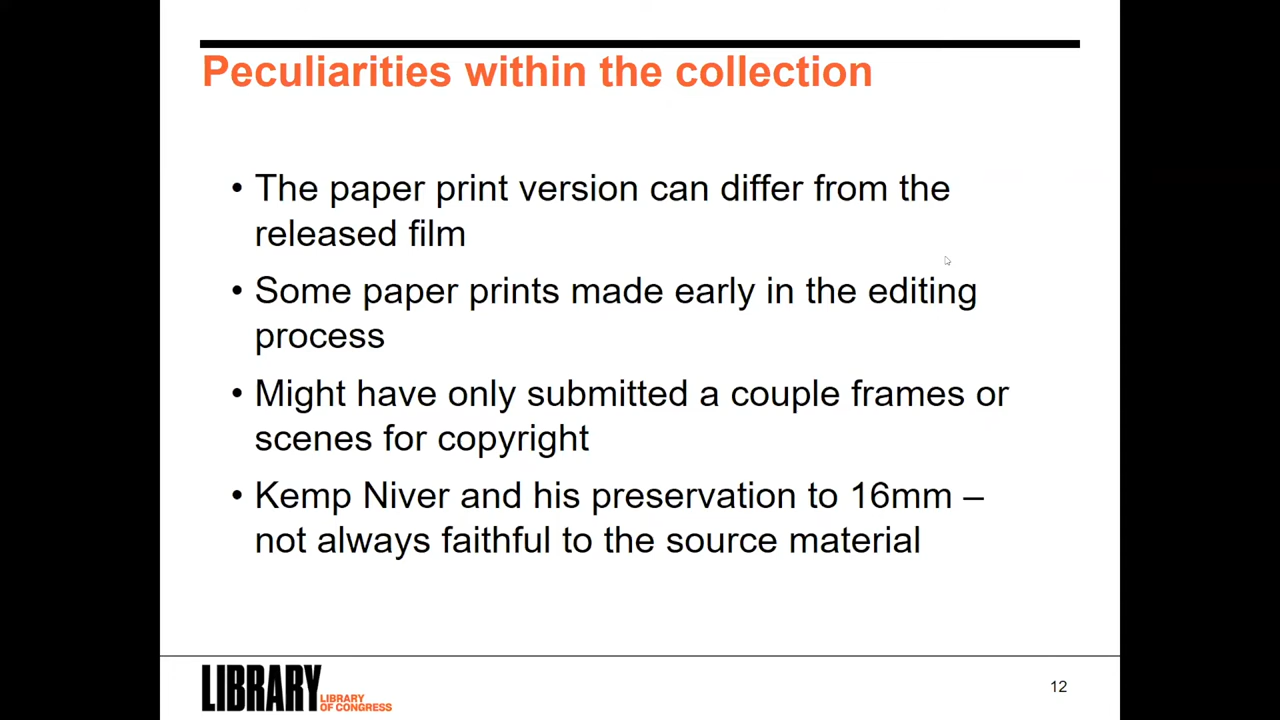 Peculiarities within the collection
• The paper print version can differ from the
released film
• Some paper prints made early in the editing
process
• Might have only submitted a couple frames or
scenes for copyright
• Kemp Niver and his preservation to 16mm –
not always faithful to the source material
LIBRARY
LIBRARY
OF CONGRESS
12